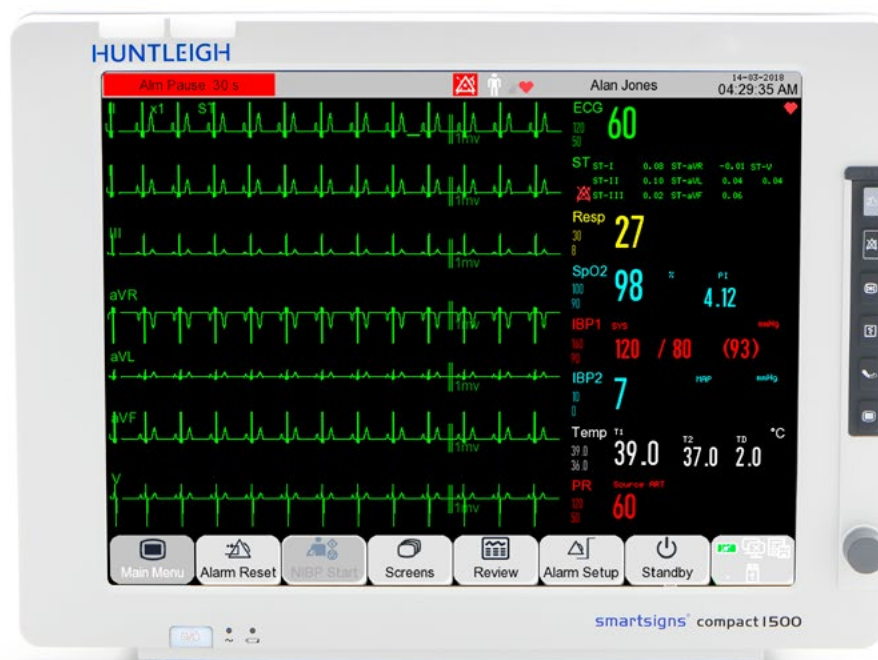 HUNTLEIGH
Alm Pause 30 s
Alan Jones
14-03-2018
04:29:35 AM
II x1 ST
1mv
1mv
III
1mv
aVR
aVL
1mv
aVF
V
1mv
ECG
120
50
60
ST ST-I 0.08 ST-aVR -0.01 ST-V
ST-II 0.10 ST-aVL 0.04 0.04
ST-III 0.02 ST-aVF 0.06
Resp
30
8
27
SpO2 % PI
100
90
98
4.12
IBP1 SYS mmHg
160
90
120 / 80 (93)
IBP2 MAP mmHg
10
0
7
Temp T1 T2 TD °C
39.0
36.0
39.0 37.0 2.0
PR Source ART
120
50
60
Main Menu
Alarm Reset
NIBP Start
Screens
Review
Alarm Setup
Standby
smartsigns® compact 1500